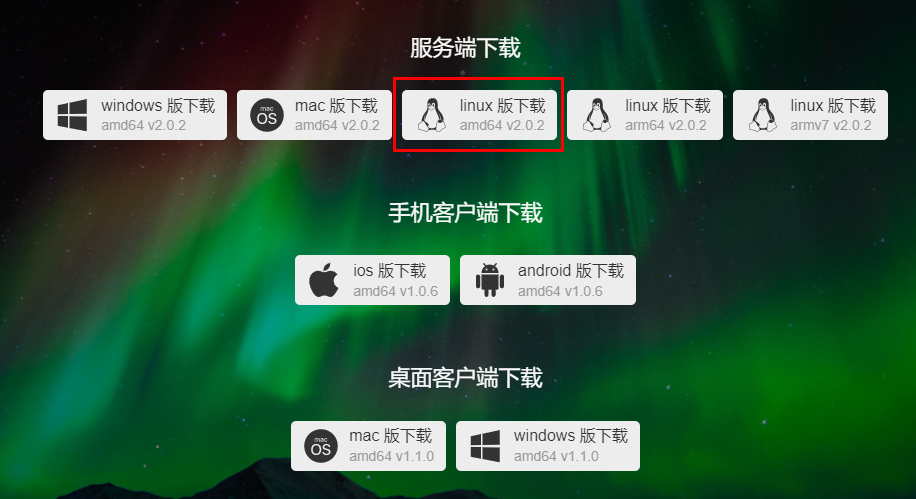 服务端下载
windows 版下载
amd64 v2.0.2
mac
OS
mac 版下载
amd64 v2.0.2
linux 版下载
amd64 v2.0.2
linux 版下载
arm64 v2.0.2
linux 版下载
armv7 v2.0.2
手机客户端下载
ios 版下载
amd64 v1.0.6
android 版下载
amd64 v1.0.6
桌面客户端下载
mac
OS
mac 版下载
amd64 v1.1.0
windows 版下载
amd64 v1.1.0